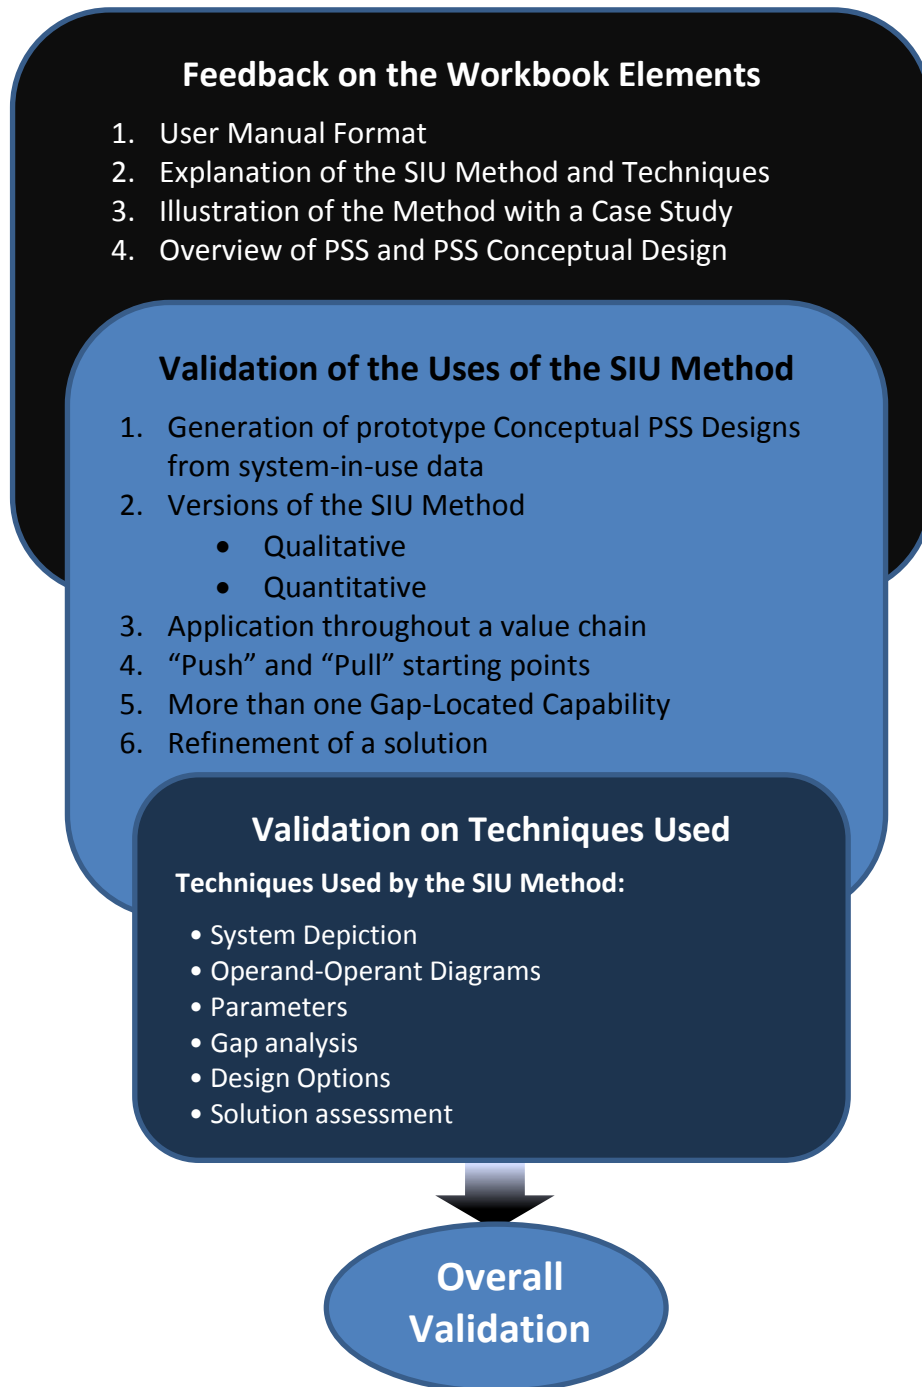 Feedback on the Workbook Elements
1. User Manual Format
2. Explanation of the SIU Method and Techniques
3. Illustration of the Method with a Case Study
4. Overview of PSS and PSS Conceptual Design
Validation of the Uses of the SIU Method
1. Generation of prototype Conceptual PSS Designs
from system-in-use data
2. Versions of the SIU Method
• Qualitative
• Quantitative
3. Application throughout a value chain
4. “Push” and “Pull” starting points
5. More than one Gap-Located Capability
6. Refinement of a solution
Validation on Techniques Used
Techniques Used by the SIU Method:
• System Depiction
• Operand-Operant Diagrams
• Parameters
• Gap analysis
• Design Options
• Solution assessment
Overall
Validation